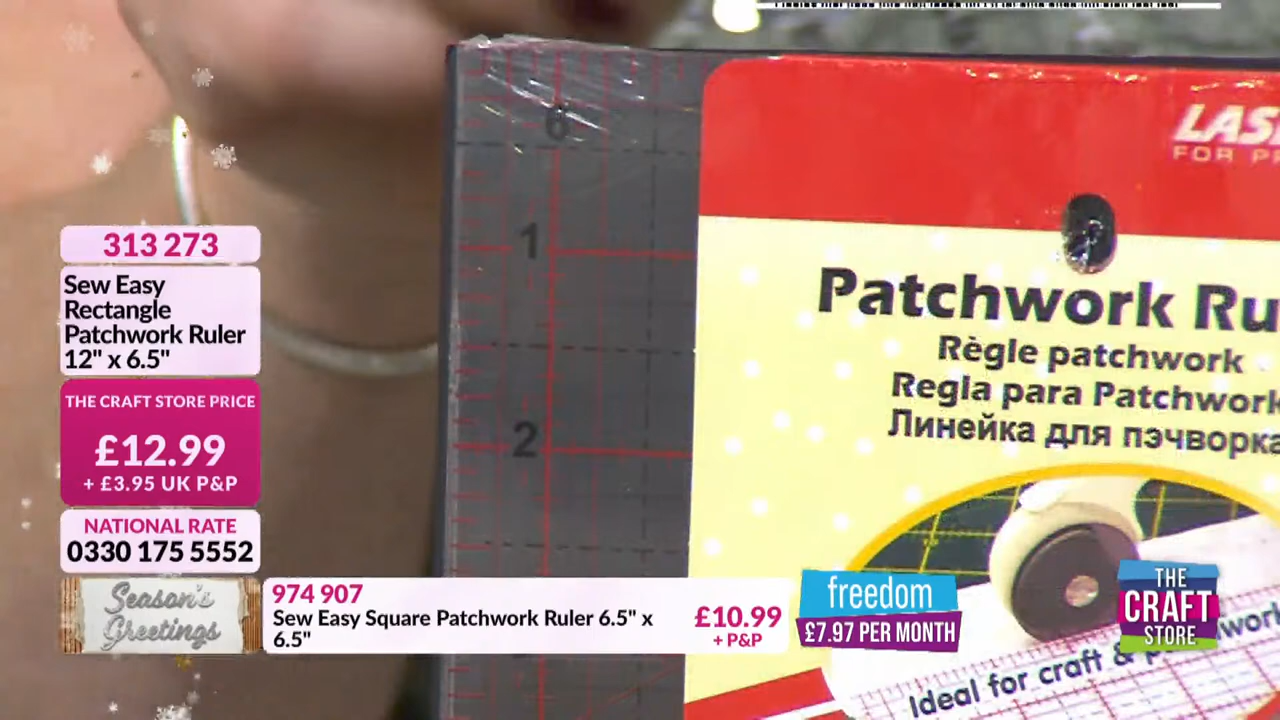 6
1
2
LAS
FOR P
Patchwork Ru
Règle patchwork
Regla para Patchwork
Линейка для пэчворка
Ideal for craft &
313 273
Sew Easy
Rectangle
Patchwork Ruler
12" x 6.5"
THE CRAFT STORE PRICE
£12.99
+ £3.95 UK P&P
NATIONAL RATE
0330 175 5552
Season's
Greetings
974 907
Sew Easy Square Patchwork Ruler 6.5" x
6.5"
£10.99
+ P&P
freedom
£7.97 PER MONTH
THE
CRAFT
STORE